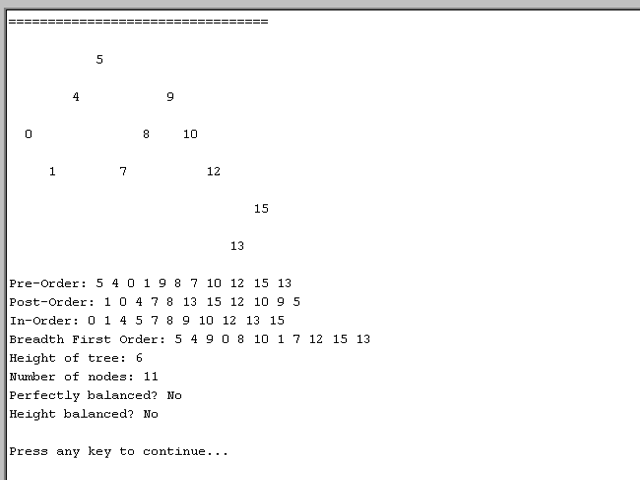 =================================
5
4 9
0 8 10
1 7 12
15
13
Pre-Order: 5 4 0 1 9 8 7 10 12 15 13
Post-Order: 1 0 4 7 8 13 15 12 10 9 5
In-Order: 0 1 4 5 7 8 9 10 12 13 15
Breadth First Order: 5 4 9 0 8 10 1 7 12 15 13
Height of tree: 6
Number of nodes: 11
Perfectly balanced? No
Height balanced? No
Press any key to continue...